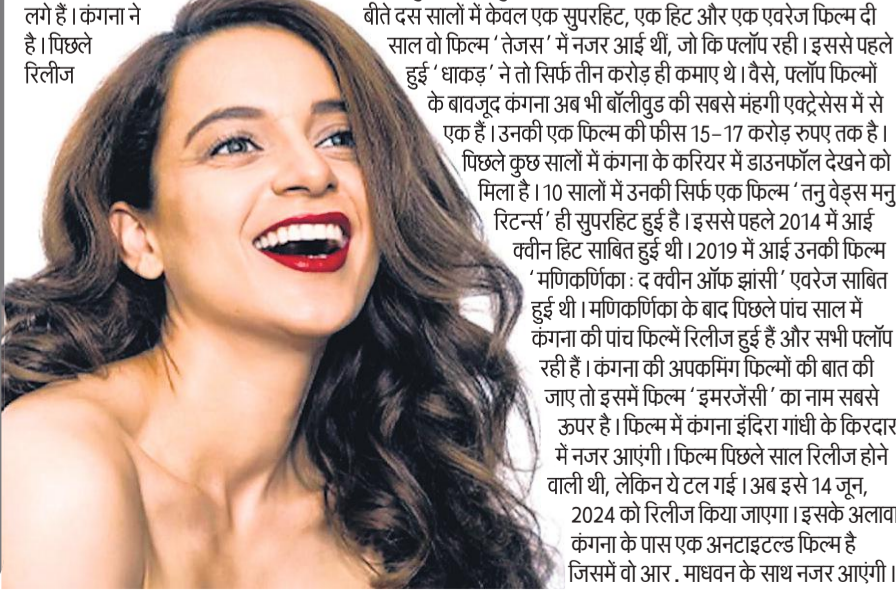 लगे हैं। कंगना ने
है। पिछले
रिलीज
बीते दस सालों में केवल एक सुपरहिट, एक हिट और एक एवरेज फिल्म दी
साल वो फिल्म ‘तेजस’ में नजर आई थीं, जो कि फ्लॉप रही। इससे पहले
हुई ‘धाकड़’ ने तो सिर्फ तीन करोड़ ही कमाए थे। वैसे, फ्लॉप फिल्मों
के बावजूद कंगना अब भी बॉलीवुड की सबसे मंहगी एक्ट्रेसेस में से
एक हैं। उनकी एक फिल्म की फीस 15-17 करोड़ रुपए तक है।
पिछले कुछ सालों में कंगना के करियर में डाउनफॉल देखने को
मिला है। 10 सालों में उनकी सिर्फ एक फिल्म ‘तनु वेड्स मनु
रिटर्न्स’ ही सुपरहिट हुई है। इससे पहले 2014 में आई
क्वीन हिट साबित हुई थी। 2019 में आई उनकी फिल्म
‘मणिकर्णिका: द क्वीन ऑफ झांसी’ एवरेज साबित
हुई थी। मणिकर्णिका के बाद पिछले पांच साल में
कंगना की पांच फिल्में रिलीज हुई हैं और सभी फ्लॉप
रही हैं। कंगना की अपकमिंग फिल्मों की बात की
जाए तो इसमें फिल्म ‘इमरजेंसी’ का नाम सबसे
ऊपर है। फिल्म में कंगना इंदिरा गांधी के किरदार
में नजर आएंगी। फिल्म पिछले साल रिलीज होने
वाली थी, लेकिन ये टल गई। अब इसे 14 जून,
2024 को रिलीज किया जाएगा। इसके अलावा
कंगना के पास एक अनटाइटल्ड फिल्म है
जिसमें वो आर. माधवन के साथ नजर आएंगी।